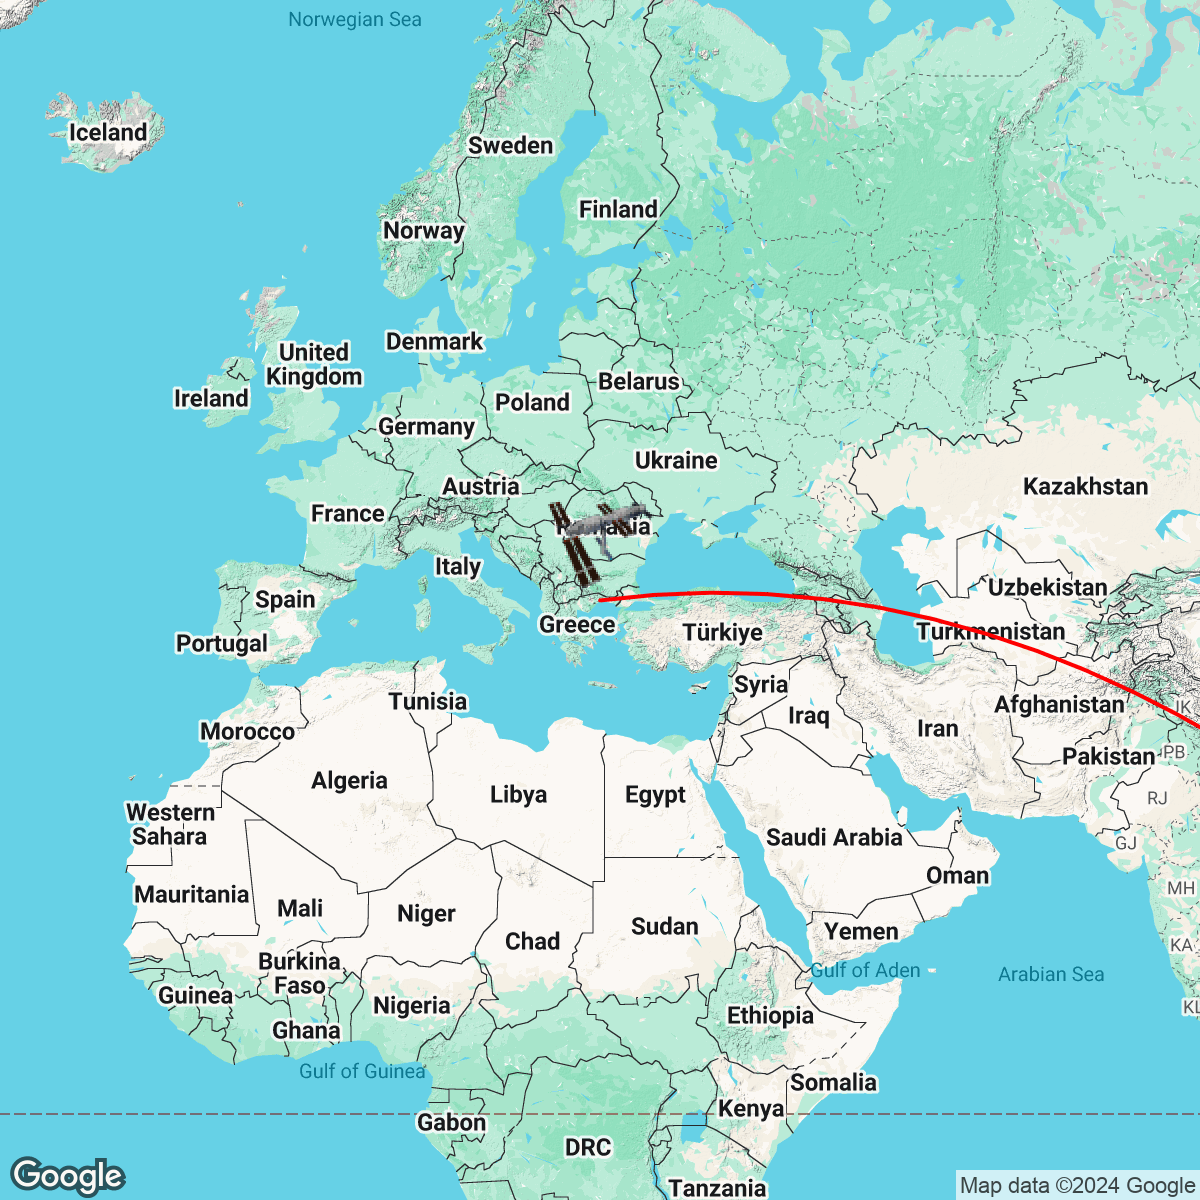 Norwegian Sea
Iceland
Sweden
Finland
Norway
Denmark
United
Kingdom
Ireland
Belarus
Poland
Germany
Ukraine
Austria
Kazakhstan
France
Italy
Uzbekistan
Spain
Greece
Türkiye
Turkmenistan
Portugal
Syria
Tunisia
Afghanistan
JK
Iraq
Morocco
Iran
Pakistan
PB
Algeria
Libya
Egypt
RJ
Western
Sahara
Saudi Arabia
GJ
Oman
Mauritania
MH
Mali
Niger
Sudan
Yemen
Chad
KA
Burkina
Faso
Gulf of Aden
Arabian Sea
Guinea
Nigeria
KL
Ethiopia
Ghana
Gulf of Guinea
Somalia
Kenya
Gabon
DRC
Google
Tanzania
Map data ©2024 Google